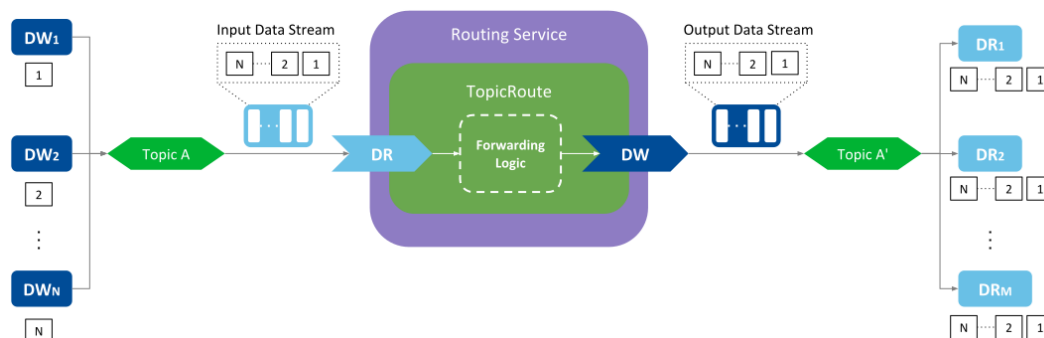 DW1
1
DW2
2
⋮
DWN
N
Topic A
Input Data Stream
N ⋯ 2 1
⋯
Routing Service
TopicRoute
DR
Forwarding
Logic
DW
Output Data Stream
N ⋯ 2 1
⋯
Topic A'
DR1
N ⋯ 2 1
DR2
N ⋯ 2 1
⋮
DRM
N ⋯ 2 1